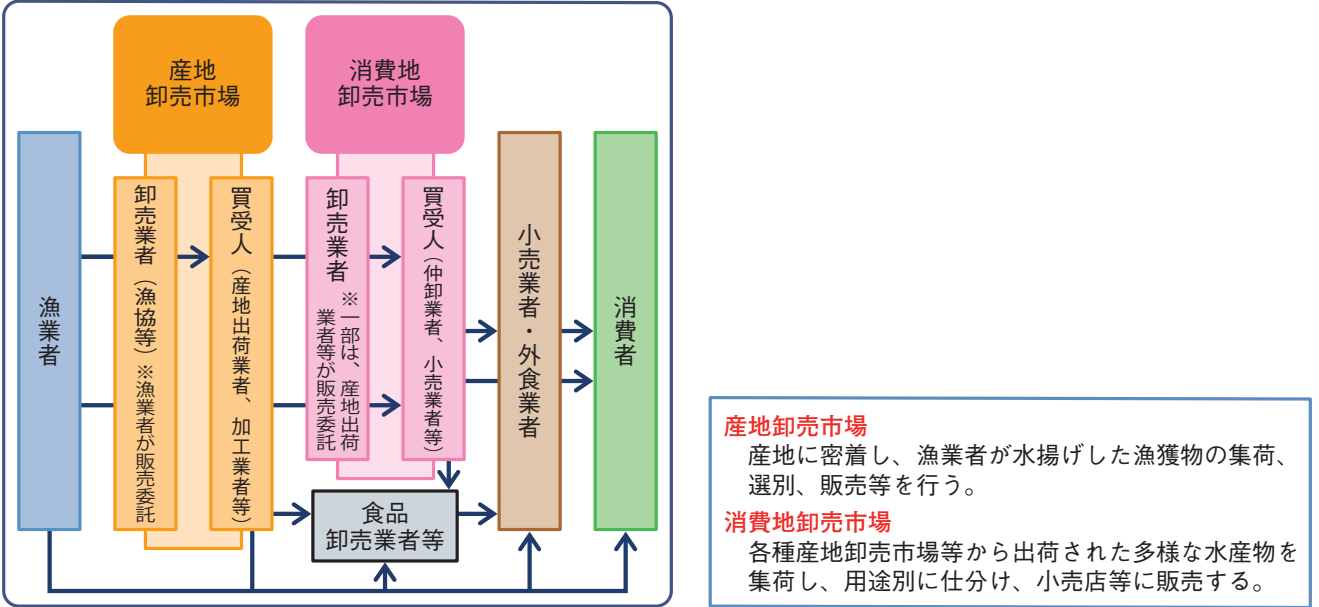 産地
卸売市場
消費地
卸売市場
漁業者
卸売業者（漁協等）※漁業者が販売委託
買受人（産地出荷業者、加工業者等）
卸売業者
※一部は、産地出荷
業者等が販売委託
買受人（仲卸業者、小売業者等）
小売業者・外食業者
消費者
食品
卸売業者等
産地卸売市場
産地に密着し、漁業者が水揚げした漁獲物の集荷、
選別、販売等を行う。
消費地卸売市場
各種産地卸売市場等から出荷された多様な水産物を
集荷し、用途別に仕分け、小売店等に販売する。